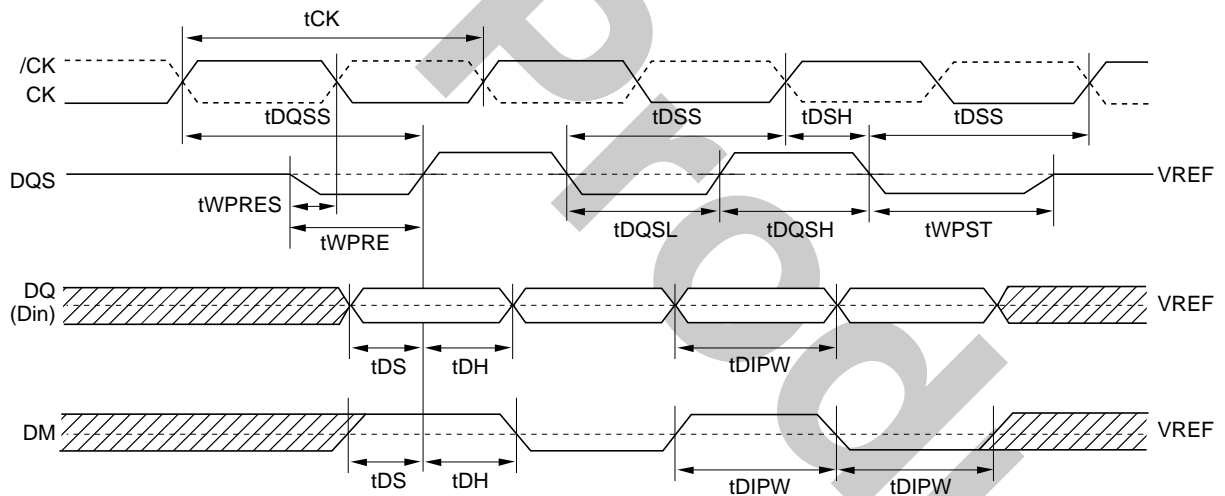 tCK
/CK
CK
tDQSS tDSS tDSH tDSS
DQS VREF
tWPRES
tDQSL tDQSH tWPST
tWPRE
DQ
(Din) VREF
tDS tDH tDIPW
DM VREF
tDS tDH tDIPW tDIPW
Prod